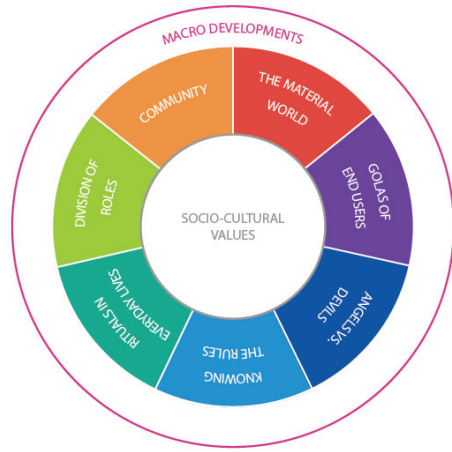 MACRO DEVELOPMENTS
COMMUNITY
THE MATERIAL
WORLD
GOLAS OF
END USERS
ANGELS VS.
DEVILS
KNOWING
THE RULES
RITUALS IN
EVERYDAY LIVES
DIVISION OF
ROLES
SOCIO-CULTURAL
VALUES